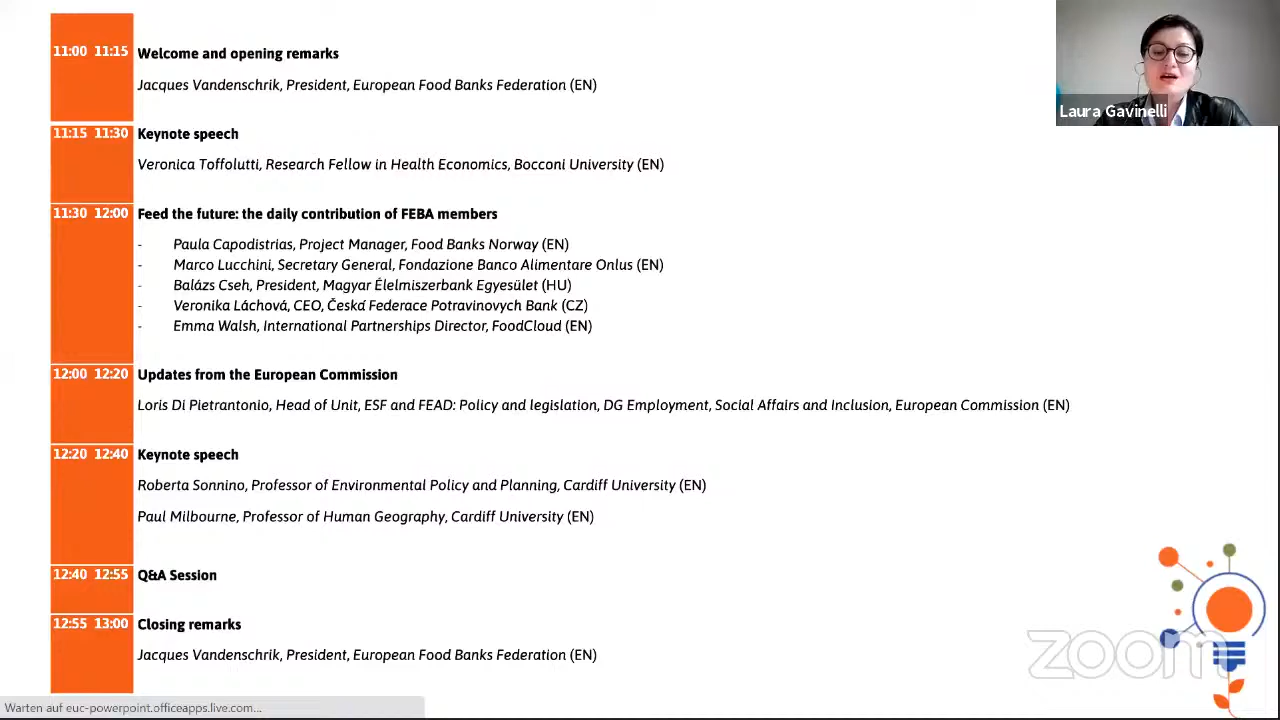 11:00 11:15 Welcome and opening remarks
Jacques Vandenschrik, President, European Food Banks Federation (EN)
11:15 11:30 Keynote speech
Veronica Toffolutti, Research Fellow in Health Economics, Bocconi University (EN)
11:30 12:00 Feed the future: the daily contribution of FEBA members
- Paula Capodistrias, Project Manager, Food Banks Norway (EN)
- Marco Lucchini, Secretary General, Fondazione Banco Alimentare Onlus (EN)
- Balázs Cseh, President, Magyar Élelmiszerbank Egyesület (HU)
- Veronika Láchová, CEO, Česká Federace Potravinovych Bank (CZ)
- Emma Walsh, International Partnerships Director, FoodCloud (EN)
12:00 12:20 Updates from the European Commission
Loris Di Pietrantonio, Head of Unit, ESF and FEAD: Policy and legislation, DG Employment, Social Affairs and Inclusion, European Commission (EN)
12:20 12:40 Keynote speech
Roberta Sonnino, Professor of Environmental Policy and Planning, Cardiff University (EN)
Paul Milbourne, Professor of Human Geography, Cardiff University (EN)
12:40 12:55 Q&A Session
12:55 13:00 Closing remarks
Jacques Vandenschrik, President, European Food Banks Federation (EN)
Laura Gavinelli
zoom
Warten auf euc-powerpoint.officeapps.live.com...